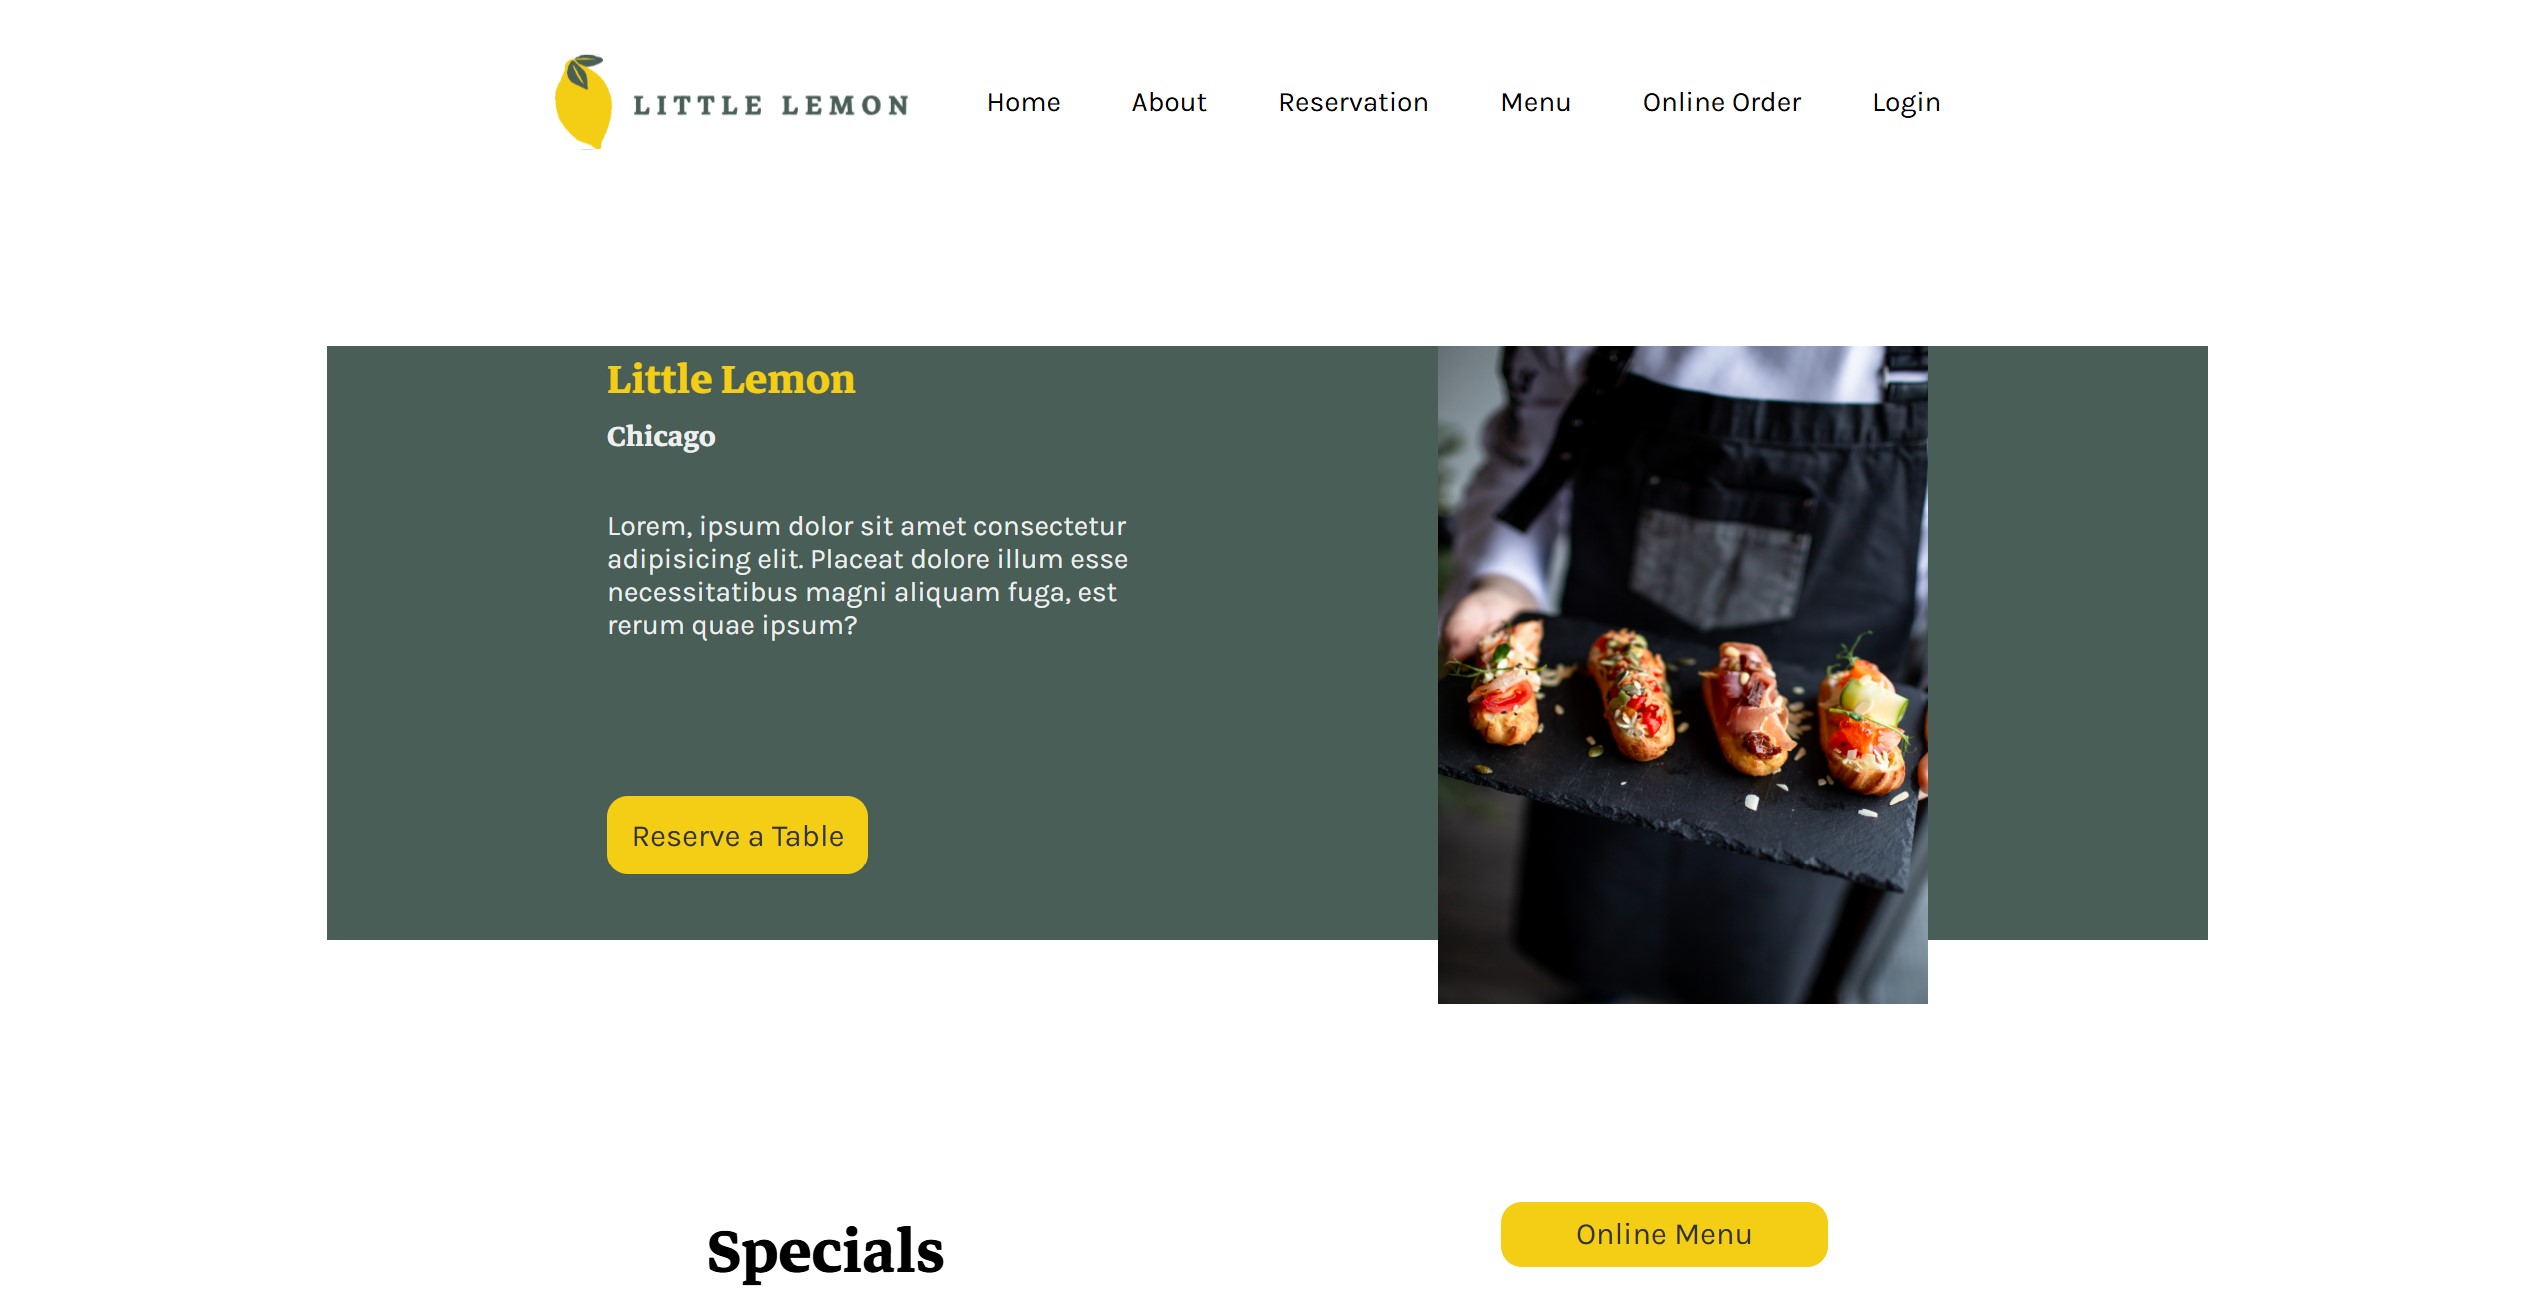 LITTLE LEMON
Home
About
Reservation
Menu
Online Order
Login
Little Lemon
Chicago
Lorem, ipsum dolor sit amet consectetur
adipisicing elit. Placeat dolore illum esse
necessitatibus magni aliquam fuga, est
rerum quae ipsum?
Reserve a Table
Specials
Online Menu